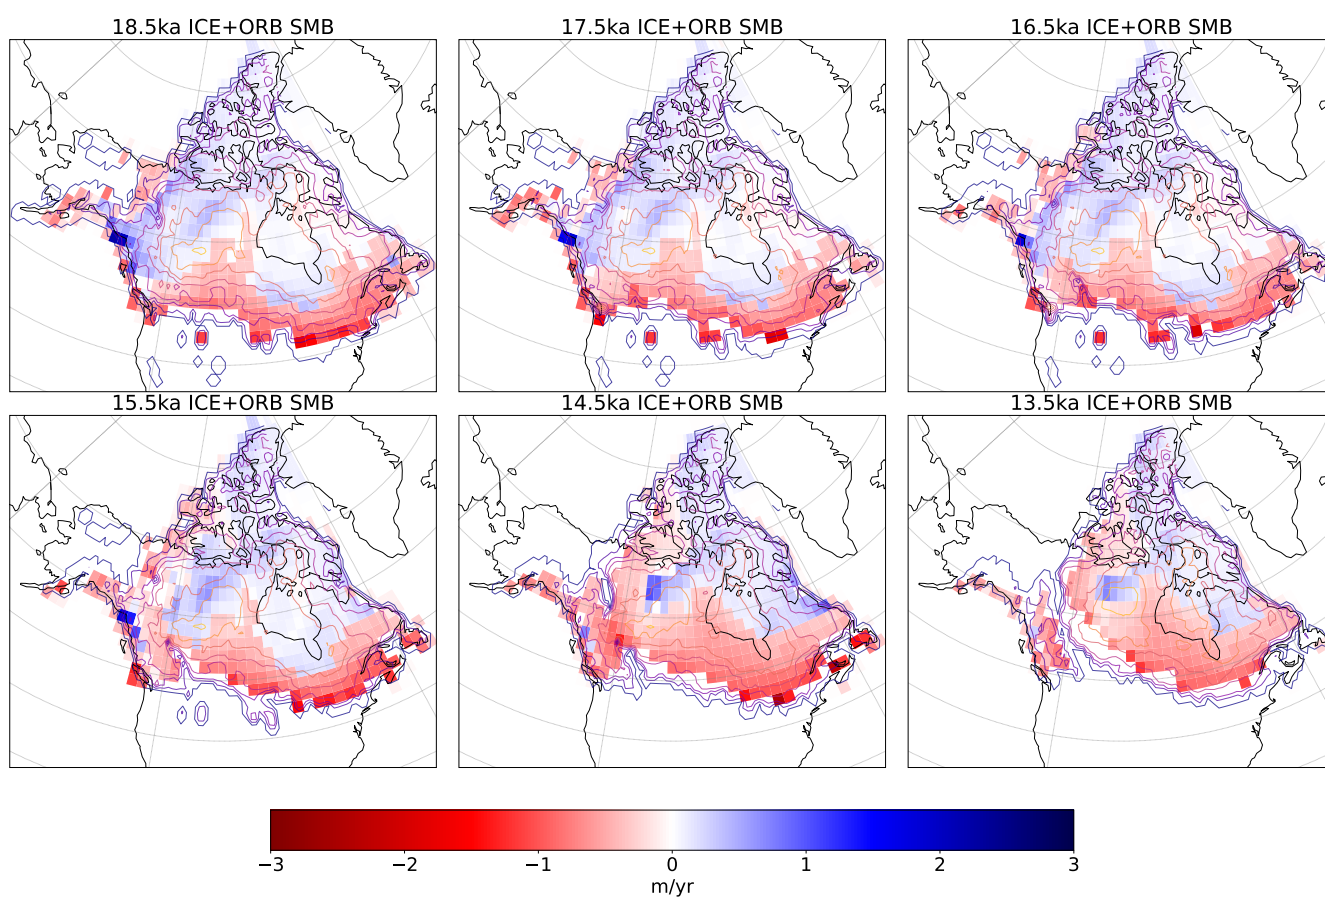 18.5ka ICE+ORB SMB
17.5ka ICE+ORB SMB
16.5ka ICE+ORB SMB
15.5ka ICE+ORB SMB
14.5ka ICE+ORB SMB
13.5ka ICE+ORB SMB
−3 −2 −1 0 1 2 3
m/yr